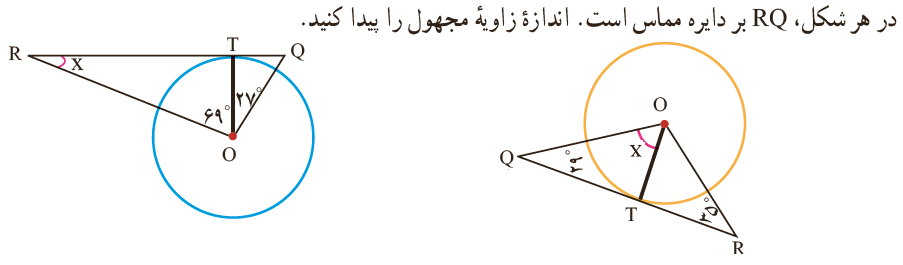 در هر شکل، RQ بر دایره مماس است. اندازهٔ زاویهٔ مجهول را پیدا کنید.
R
T
Q
X
۶۹°
۲۷°
O
O
Q
X
۲۹°
T
۳۵°
R